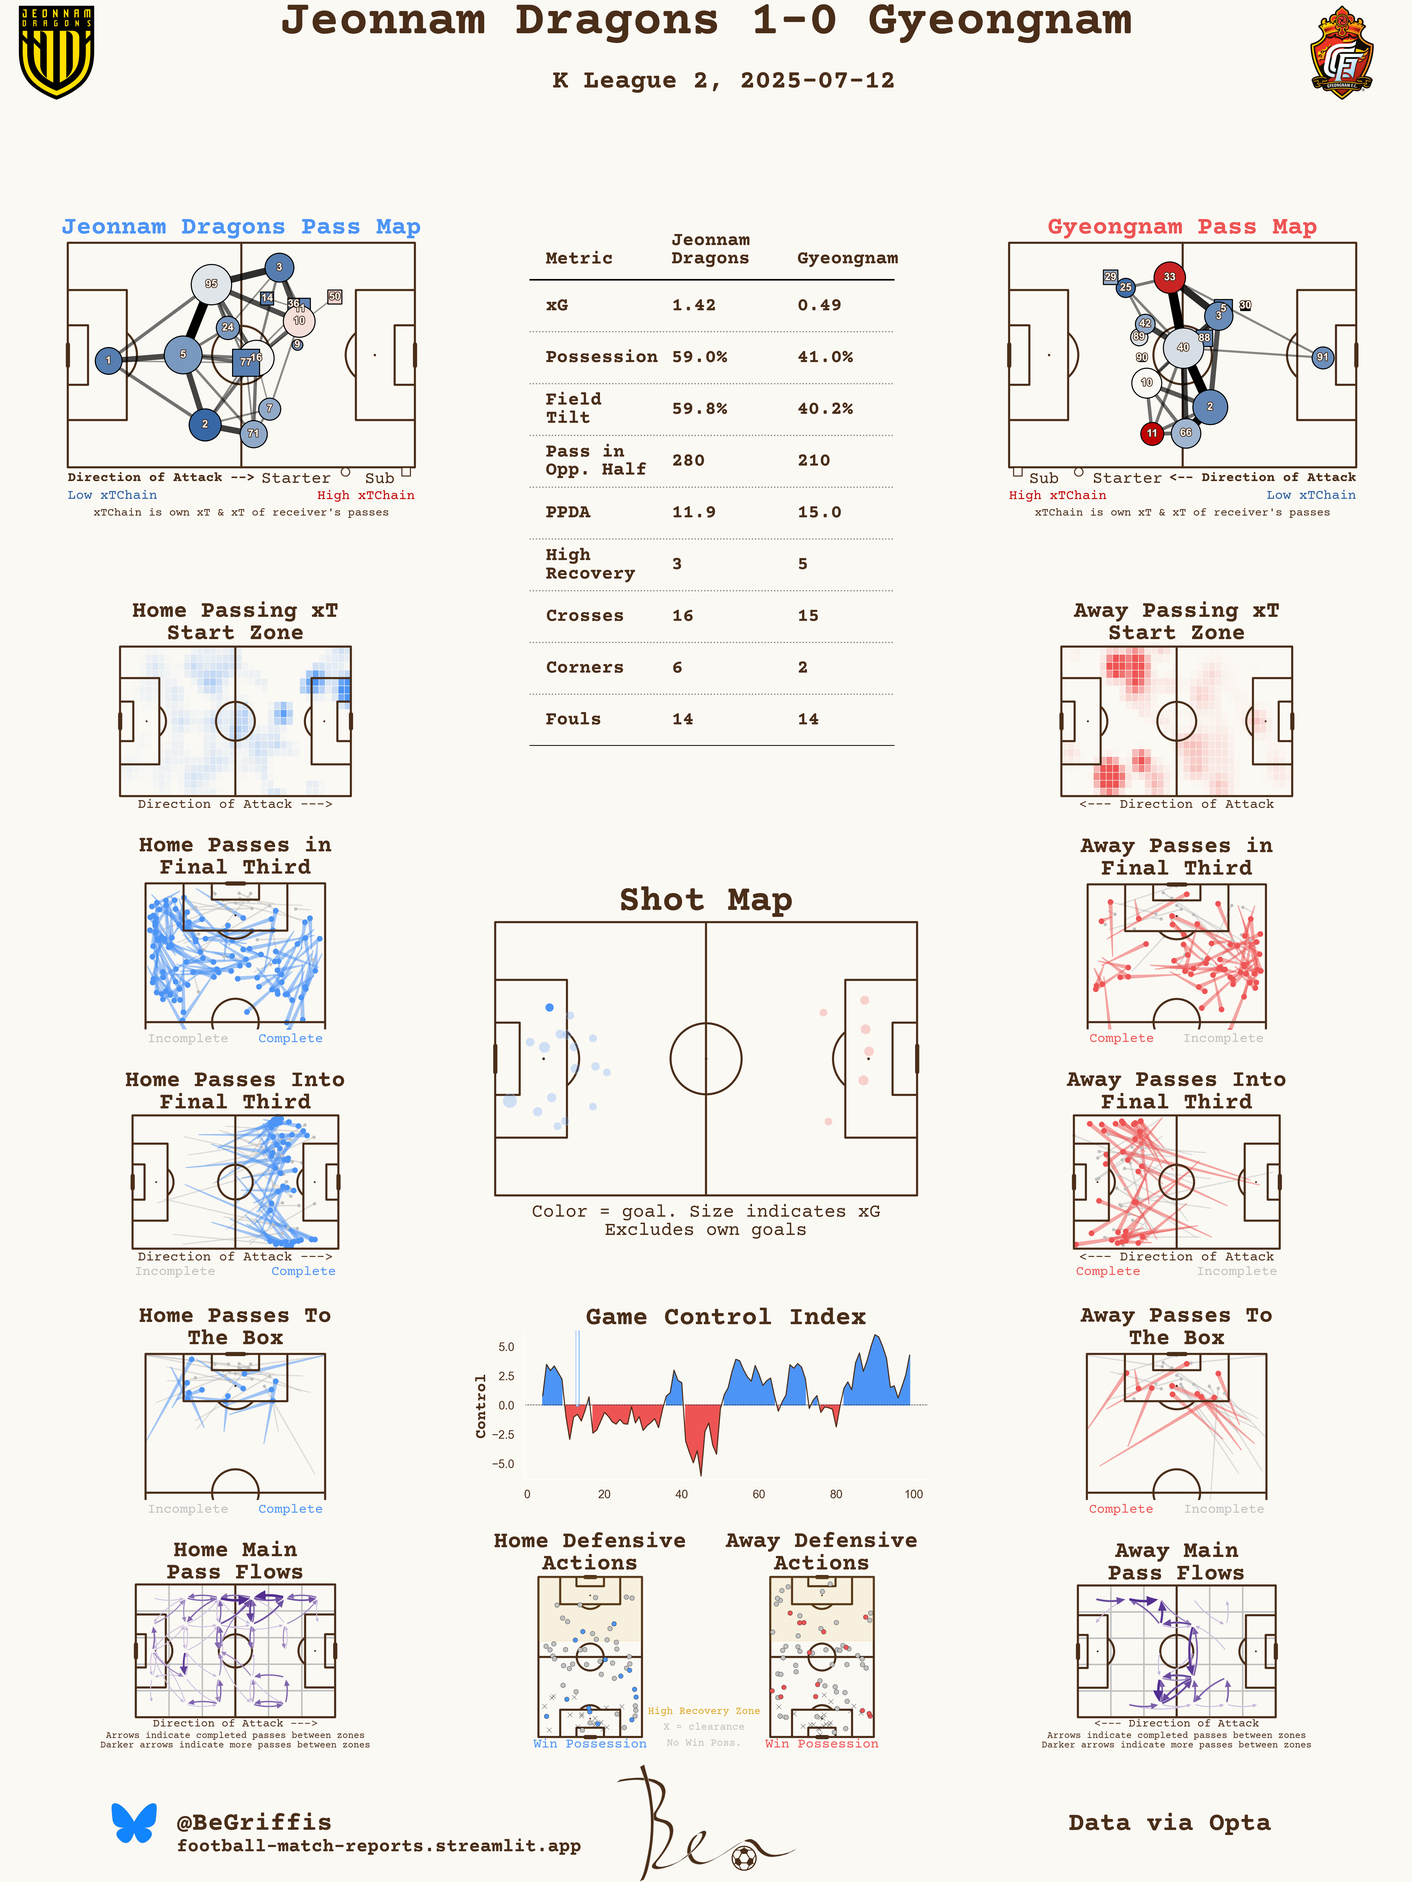 JEONNAM
DRAGONS
Jeonnam Dragons 1-0 Gyeongnam
K League 2, 2025-07-12
GYEONGNAM F.C.
Jeonnam Dragons Pass Map
3
95
14
36
11
50
10
24
9
5
16
1
77
7
2
71
Direction of Attack --> Starter Sub
Low xTChain High xTChain
xTChain is own xT & xT of receiver's passes
Metric Jeonnam Dragons Gyeongnam
xG 1.42 0.49
Possession 59.0% 41.0%
Field Tilt 59.8% 40.2%
Pass in Opp. Half 280 210
PPDA 11.9 15.0
High Recovery 3 5
Crosses 16 15
Corners 6 2
Fouls 14 14
Gyeongnam Pass Map
29
33
25
5
30
3
42
89
88
40
90
91
10
2
11
66
Sub Starter <-- Direction of Attack
High xTChain Low xTChain
xTChain is own xT & xT of receiver's passes
Home Passing xT
Start Zone
Direction of Attack --->
Away Passing xT
Start Zone
<--- Direction of Attack
Home Passes in
Final Third
Incomplete Complete
Away Passes in
Final Third
Complete Incomplete
Shot Map
Color = goal. Size indicates xG
Excludes own goals
Home Passes Into
Final Third
Direction of Attack --->
Incomplete Complete
Away Passes Into
Final Third
<--- Direction of Attack
Complete Incomplete
Home Passes To
The Box
Incomplete Complete
Game Control Index
Control
5.0
2.5
0.0
−2.5
−5.0
0 20 40 60 80 100
Away Passes To
The Box
Complete Incomplete
Home Main
Pass Flows
Direction of Attack --->
Arrows indicate completed passes between zones
Darker arrows indicate more passes between zones
Home Defensive
Actions
Win Possession
High Recovery Zone
X = clearance
No Win Poss.
Away Defensive
Actions
Win Possession
Away Main
Pass Flows
<--- Direction of Attack
Arrows indicate completed passes between zones
Darker arrows indicate more passes between zones
@BeGriffis
football-match-reports.streamlit.app
Ben
Data via Opta